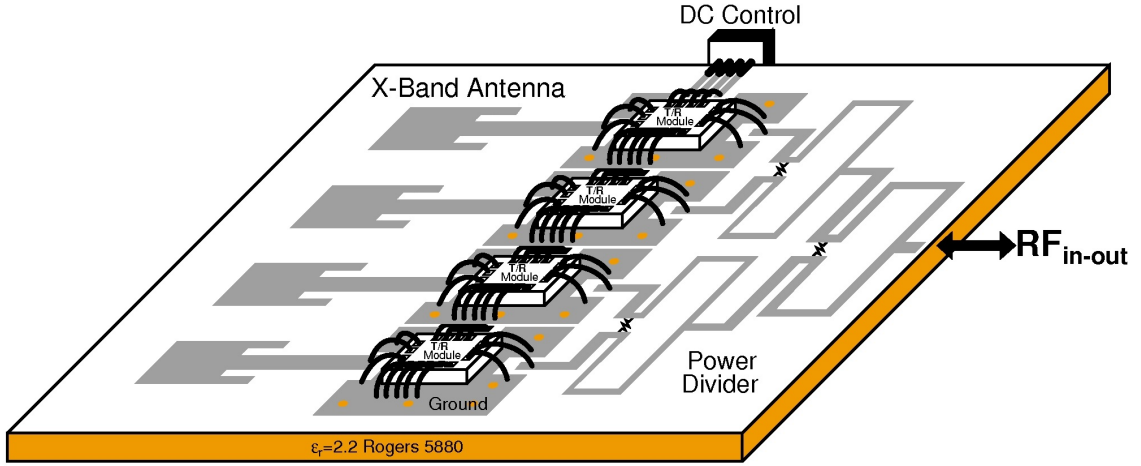 DC Control
X-Band Antenna
T/R
Module
T/R
Module
T/R
Module
T/R
Module
RFin-out
Power
Divider
Ground
εr=2.2 Rogers 5880